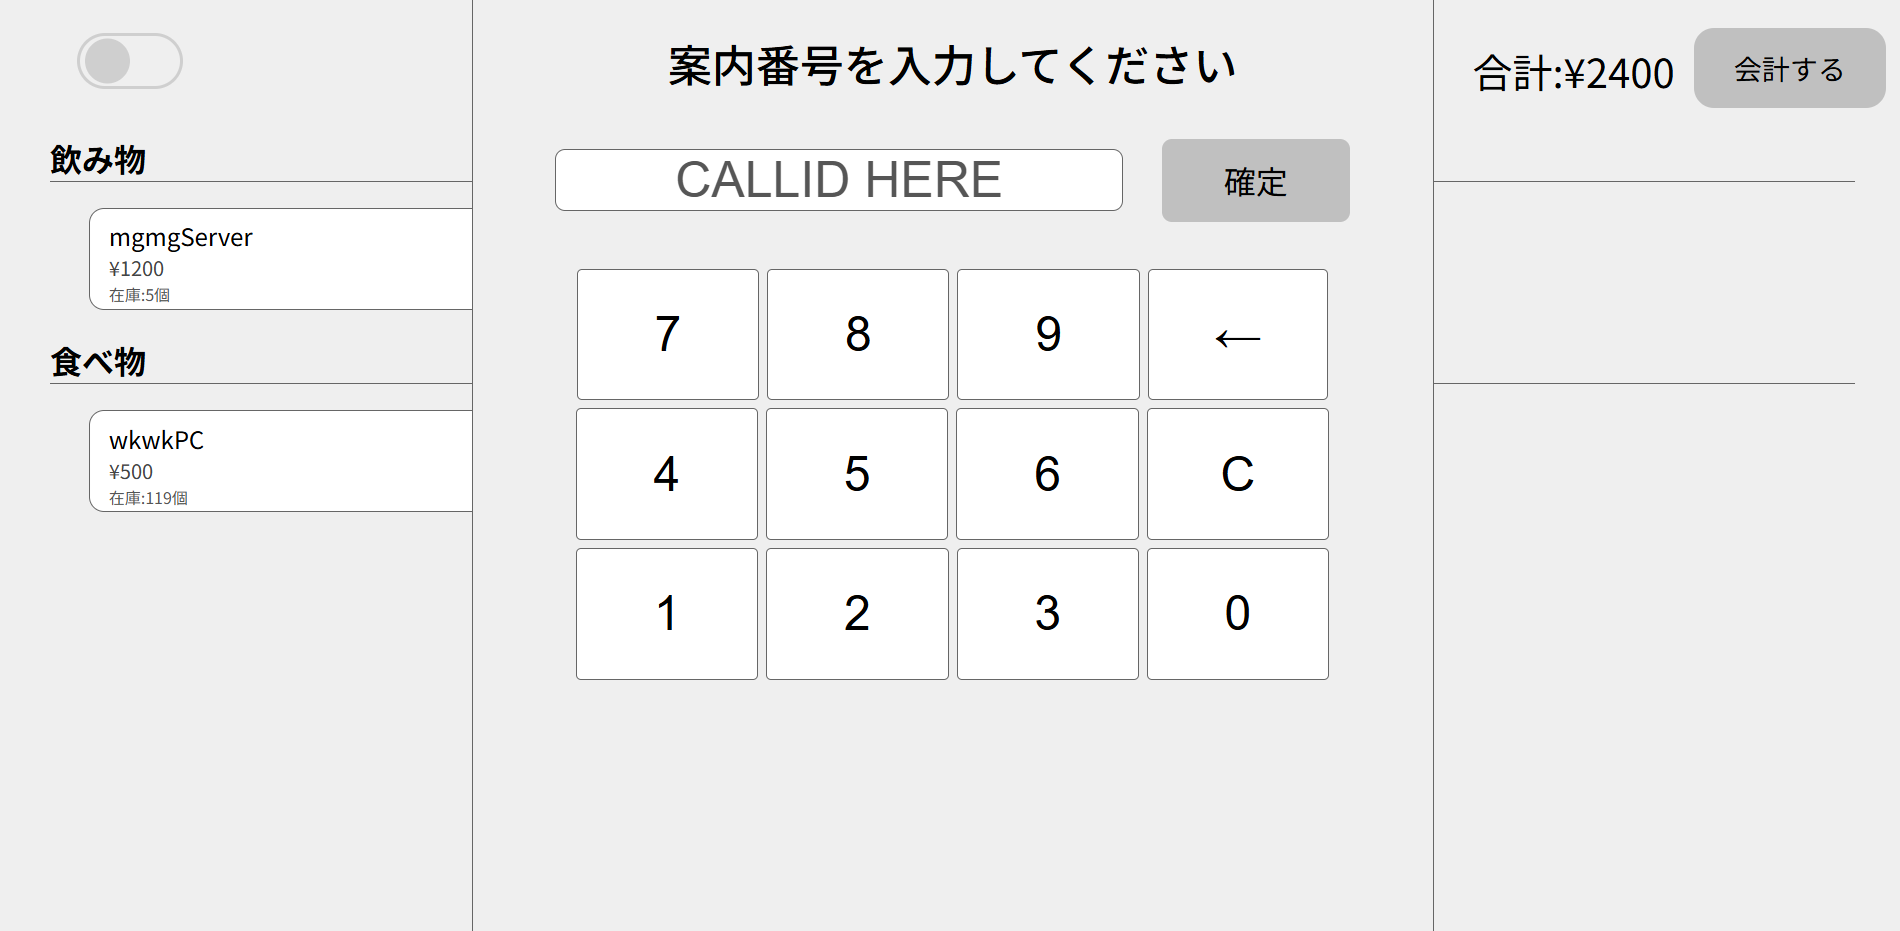 案内番号を入力してください
合計:¥2400
会計する
飲み物
CALLID HERE
確定
mgmgServer
¥1200
在庫:5個
食べ物
wkwkPC
¥500
在庫:119個
7 8 9 ←
4 5 6 C
1 2 3 0